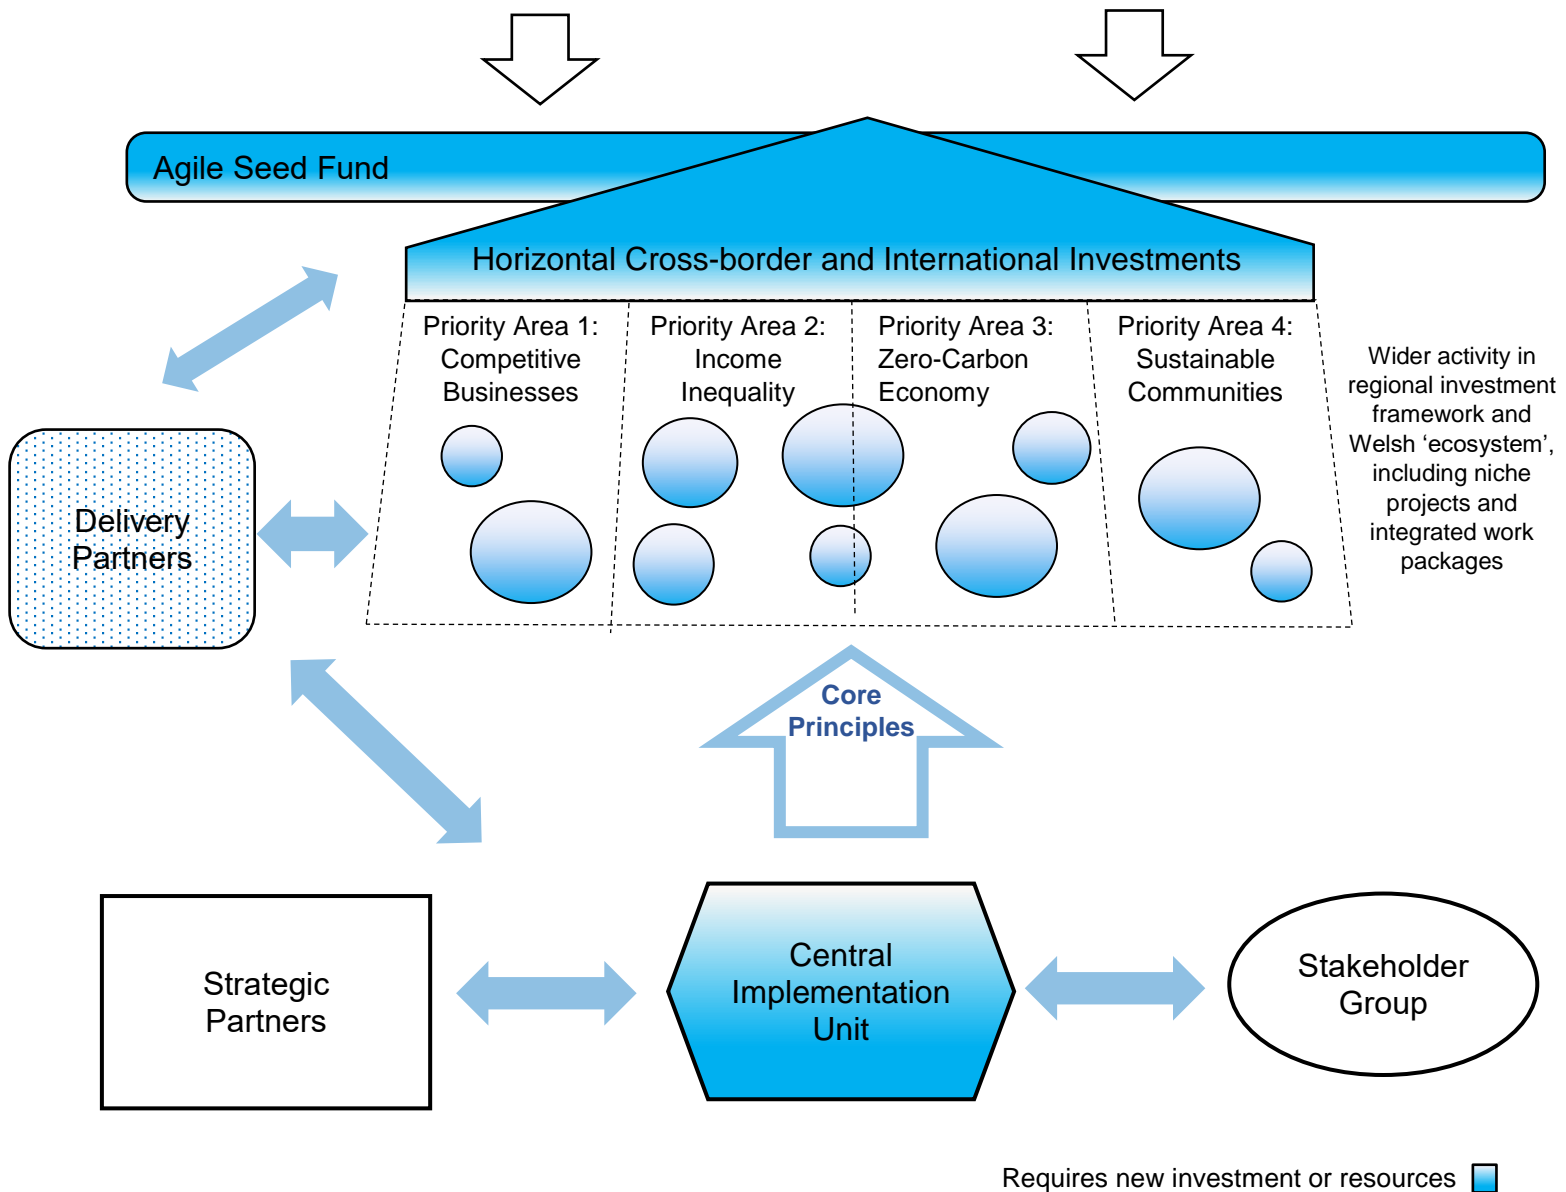 Agile Seed Fund
Horizontal Cross-border and International Investments
Priority Area 1:
Competitive
Businesses
Priority Area 2:
Income
Inequality
Priority Area 3:
Zero-Carbon
Economy
Priority Area 4:
Sustainable
Communities
Wider activity in
regional investment
framework and
Welsh ‘ecosystem’,
including niche
projects and
integrated work
packages
Delivery
Partners
Core
Principles
Strategic
Partners
Central
Implementation
Unit
Stakeholder
Group
Requires new investment or resources